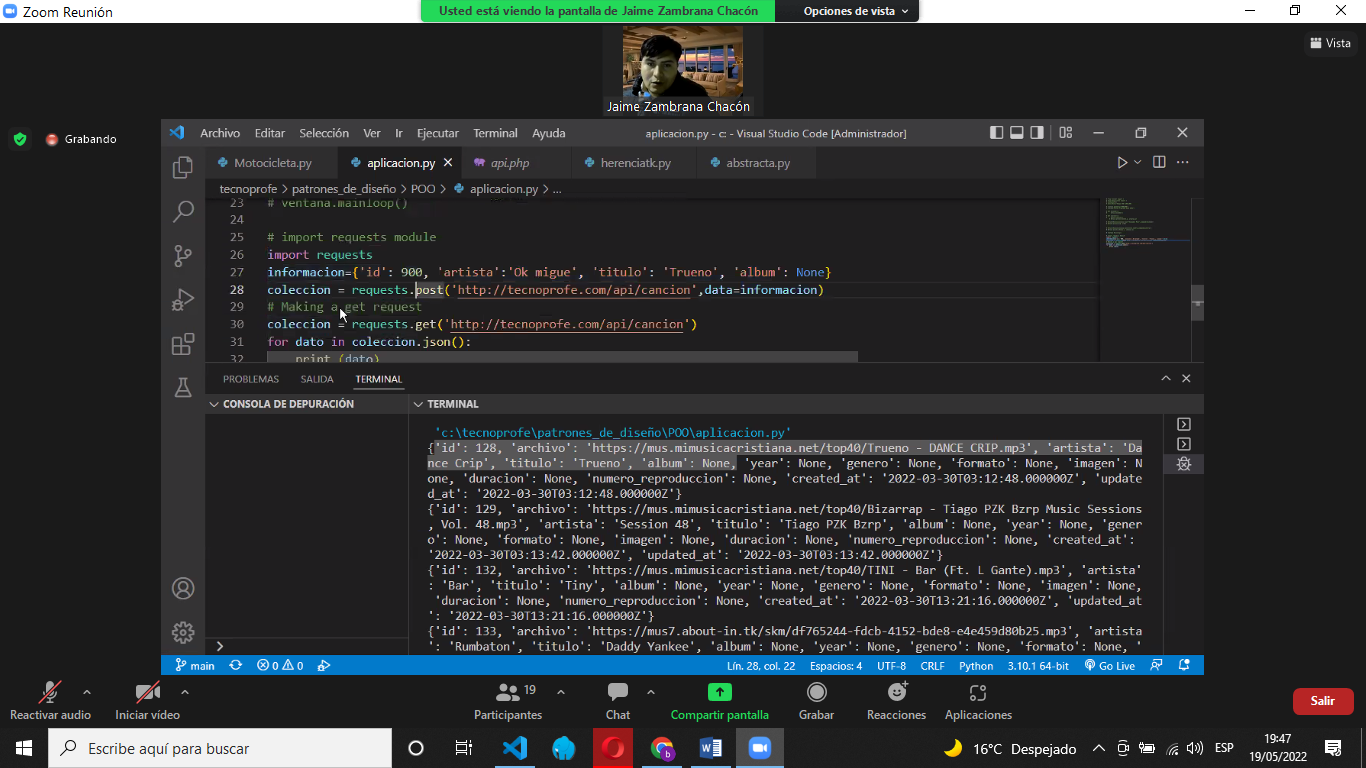 Zoom Reunión
Usted está viendo la pantalla de Jaime Zambrana Chacón
Opciones de vista
Vista
Jaime Zambrana Chacón
Grabando
Archivo Editar Selección Ver Ir Ejecutar Terminal Ayuda
aplicacion.py - c: - Visual Studio Code [Administrador]
Motocicleta.py aplicacion.py api.php herenciatk.py abstracta.py
tecnoprofe > patrones_de_diseño > POO > aplicacion.py > ...
23 # ventana.mainloop()
24
25 # import requests module
26 import requests
27 informacion={'id': 900, 'artista':'Ok migue', 'titulo': 'Trueno', 'album': None}
28 coleccion = requests.post('http://tecnoprofe.com/api/cancion',data=informacion)
29 # Making a get request
30 coleccion = requests.get('http://tecnoprofe.com/api/cancion')
31 for dato in coleccion.json():
32 print (dato)
PROBLEMAS SALIDA TERMINAL
CONSOLA DE DEPURACIÓN
TERMINAL
'c:\tecnoprofe\patrones_de_diseño\POO\aplicacion.py'
{'id': 128, 'archivo': 'https://mus.mimusicacristiana.net/top40/Trueno - DANCE CRIP.mp3', 'artista': 'Da
nce Crip', 'titulo': 'Trueno', 'album': None, 'year': None, 'genero': None, 'formato': None, 'imagen': N
one, 'duracion': None, 'numero_reproduccion': None, 'created_at': '2022-03-30T03:12:48.000000Z', 'update
d_at': '2022-03-30T03:12:48.000000Z'}
{'id': 129, 'archivo': 'https://mus.mimusicacristiana.net/top40/Bizarrap - Tiago PZK Bzrp Music Sessions
, Vol. 48.mp3', 'artista': 'Session 48', 'titulo': 'Tiago PZK Bzrp', 'album': None, 'year': None, 'gener
o': None, 'formato': None, 'imagen': None, 'duracion': None, 'numero_reproduccion': None, 'created_at':
'2022-03-30T03:13:42.000000Z', 'updated_at': '2022-03-30T03:13:42.000000Z'}
{'id': 132, 'archivo': 'https://mus.mimusicacristiana.net/top40/TINI - Bar (Ft. L Gante).mp3', 'artista'
: 'Bar', 'titulo': 'Tiny', 'album': None, 'year': None, 'genero': None, 'formato': None, 'imagen': None,
'duracion': None, 'numero_reproduccion': None, 'created_at': '2022-03-30T13:21:16.000000Z', 'updated_at'
: '2022-03-30T13:21:16.000000Z'}
{'id': 133, 'archivo': 'https://mus7.about-in.tk/skm/df765244-fdcb-4152-bde8-e4e459d80b25.mp3', 'artista
': 'Rumbaton', 'titulo': 'Daddy Yankee', 'album': None, 'year': None, 'genero': None, 'formato': None, '
main 0 0 Lín. 28, col. 22 Espacios: 4 UTF-8 CRLF Python 3.10.1 64-bit Go Live
19
Reactivar audio Iniciar vídeo Participantes Chat Compartir pantalla Grabar Reacciones Aplicaciones
Salir
Escribe aquí para buscar
16°C Despejado
ESP
19:47
19/05/2022